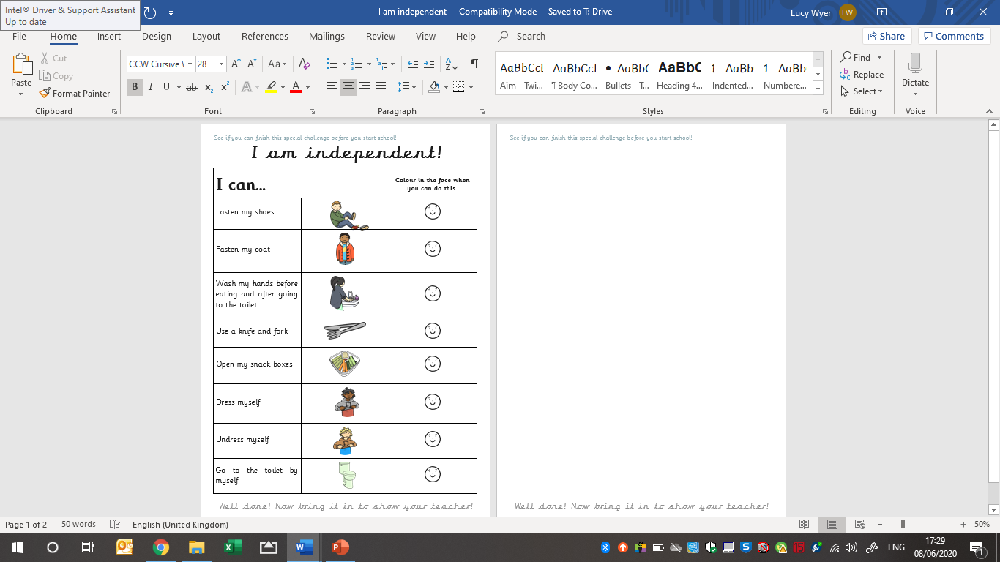 Intel® Driver & Support Assistant
Up to date
I am independent - Compatibility Mode - Saved to T: Drive
Lucy Wyer
LW
File Home Insert Design Layout References Mailings Review View Help Search
Share Comments
Paste
Cut
Copy
Format Painter
Clipboard
CCW Cursive 28
Aa
B I U ab x₂ x² A A
Font
Paragraph
AaBbCcI AaBbCcI AaBb( AaBbC 1. AaBb 1. AaBb
Aim - Twi... ¶ Body Co... Bullets - T... Heading 4... Indented... Numbere...
Styles
Find
Replace
Select
Editing
Dictate
Voice
See if you can finish this special challenge before you start school!
I am independent!
I can...
Colour in the face when
you can do this.
Fasten my shoes
Fasten my coat
Wash my hands before
eating and after going
to the toilet.
Use a knife and fork
Open my snack boxes
Dress myself
Undress myself
Go to the toilet by
myself
Well done! Now bring it in to show your teacher!
See if you can finish this special challenge before you start school!
Well done! Now bring it in to show your teacher!
Page 1 of 2 50 words English (United Kingdom)
50%
ENG
17:29
08/06/2020
1